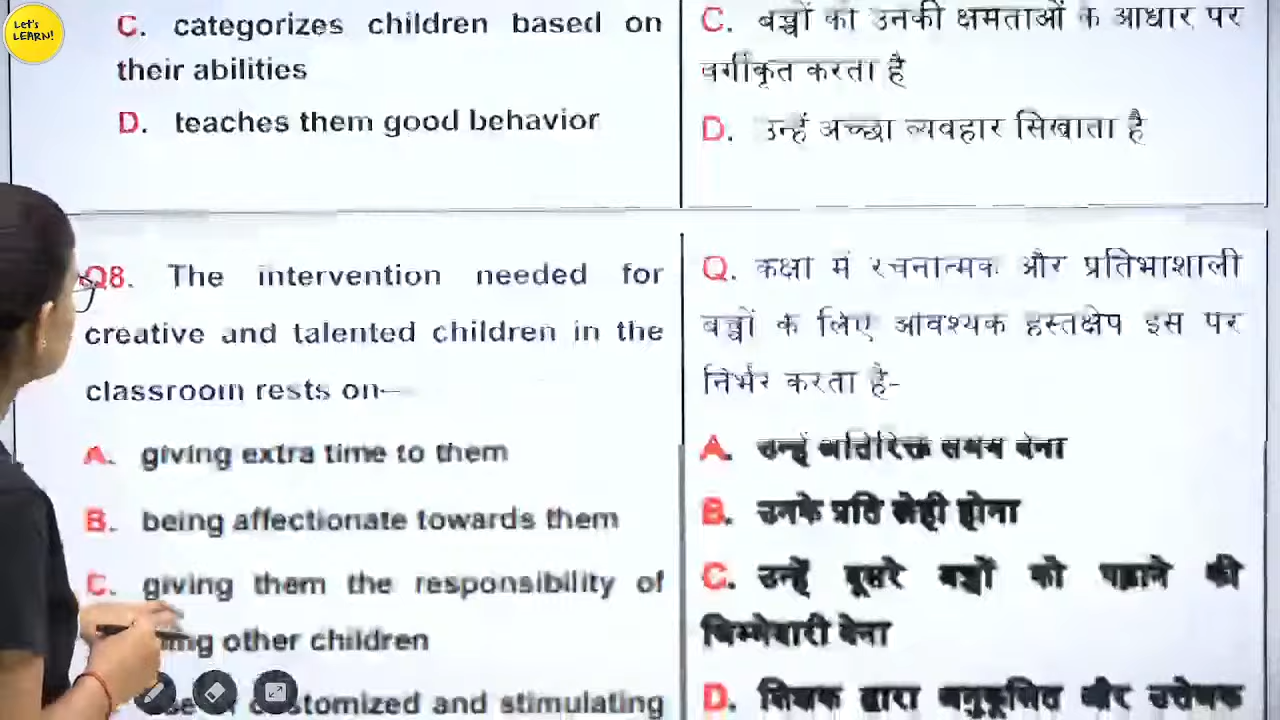 Let's
LEARN!
C. categorizes children based on
their abilities
D. teaches them good behavior
C. बच्चों को उनकी क्षमताओं के आधार पर
वर्गीकृत करता है
D. उन्हें अच्छा व्यवहार सिखाता है
Q8. The intervention needed for
creative and talented children in the
classroom rests on—
A. giving extra time to them
B. being affectionate towards them
C. giving them the responsibility of
other children
customized and stimulating
Q. कक्षा में रचनात्मक और प्रतिभाशाली
बच्चों के लिए आवश्यक हस्तक्षेप इस पर
निर्भर करता है-
A. उन्हें अतिरिक्त समय देना
B. उनके प्रति स्नेही होना
C. उन्हें दूसरे बच्चों को पढ़ाने की
जिम्मेदारी देना
D. शिक्षक द्वारा अनुकूलित और उत्तेजक